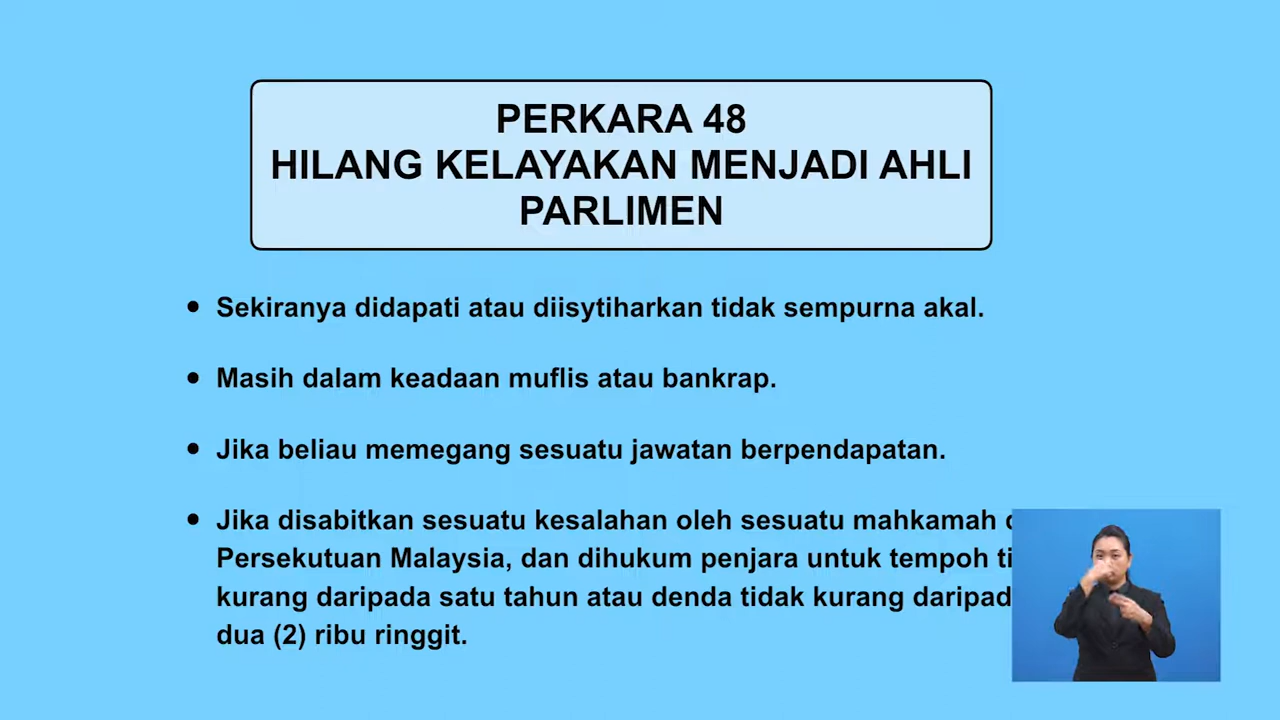 PERKARA 48
HILANG KELAYAKAN MENJADI AHLI
PARLIMEN
• Sekiranya didapati atau diisytiharkan tidak sempurna akal.
• Masih dalam keadaan muflis atau bankrap.
• Jika beliau memegang sesuatu jawatan berpendapatan.
• Jika disabitkan sesuatu kesalahan oleh sesuatu mahkamah
Persekutuan Malaysia, dan dihukum penjara untuk tempoh
kurang daripada satu tahun atau denda tidak kurang
dua (2) ribu ringgit.